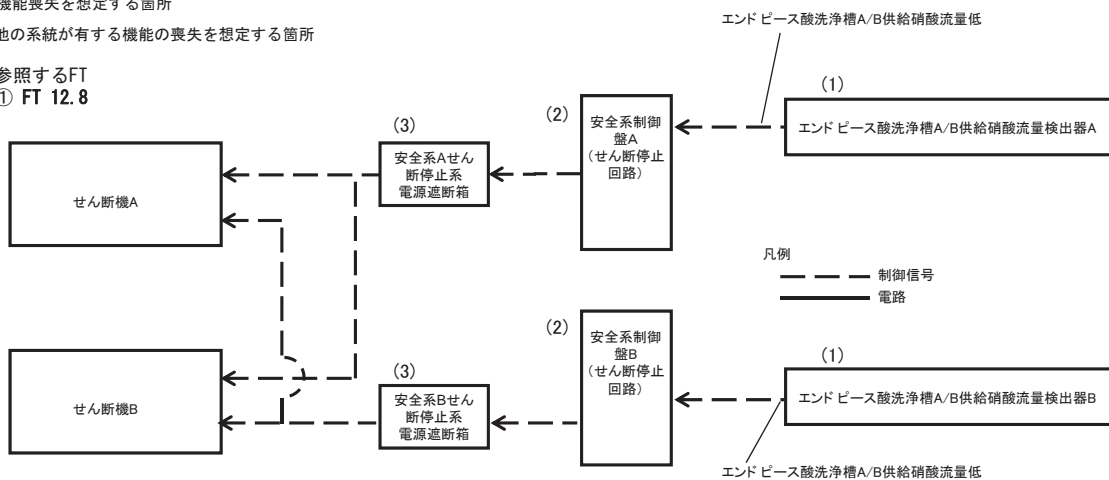 機能喪失を想定する箇所
他の系統が有する機能の喪失を想定する箇所
参照するFT
① FT 12.8
エンドピース酸洗浄槽A/B供給硝酸流量低
(1)
エンドピース酸洗浄槽A/B供給硝酸流量検出器A
(2)
安全系制御
盤A
(せん断停止
回路)
(3)
安全系Aせん
断停止系
電源遮断箱
せん断機A
凡例
制御信号
電路
(2)
安全系制御
盤B
(せん断停止
回路)
(1)
エンドピース酸洗浄槽A/B供給硝酸流量検出器B
(3)
安全系Bせん
断停止系
電源遮断箱
せん断機B
エンドピース酸洗浄槽A/B供給硝酸流量低